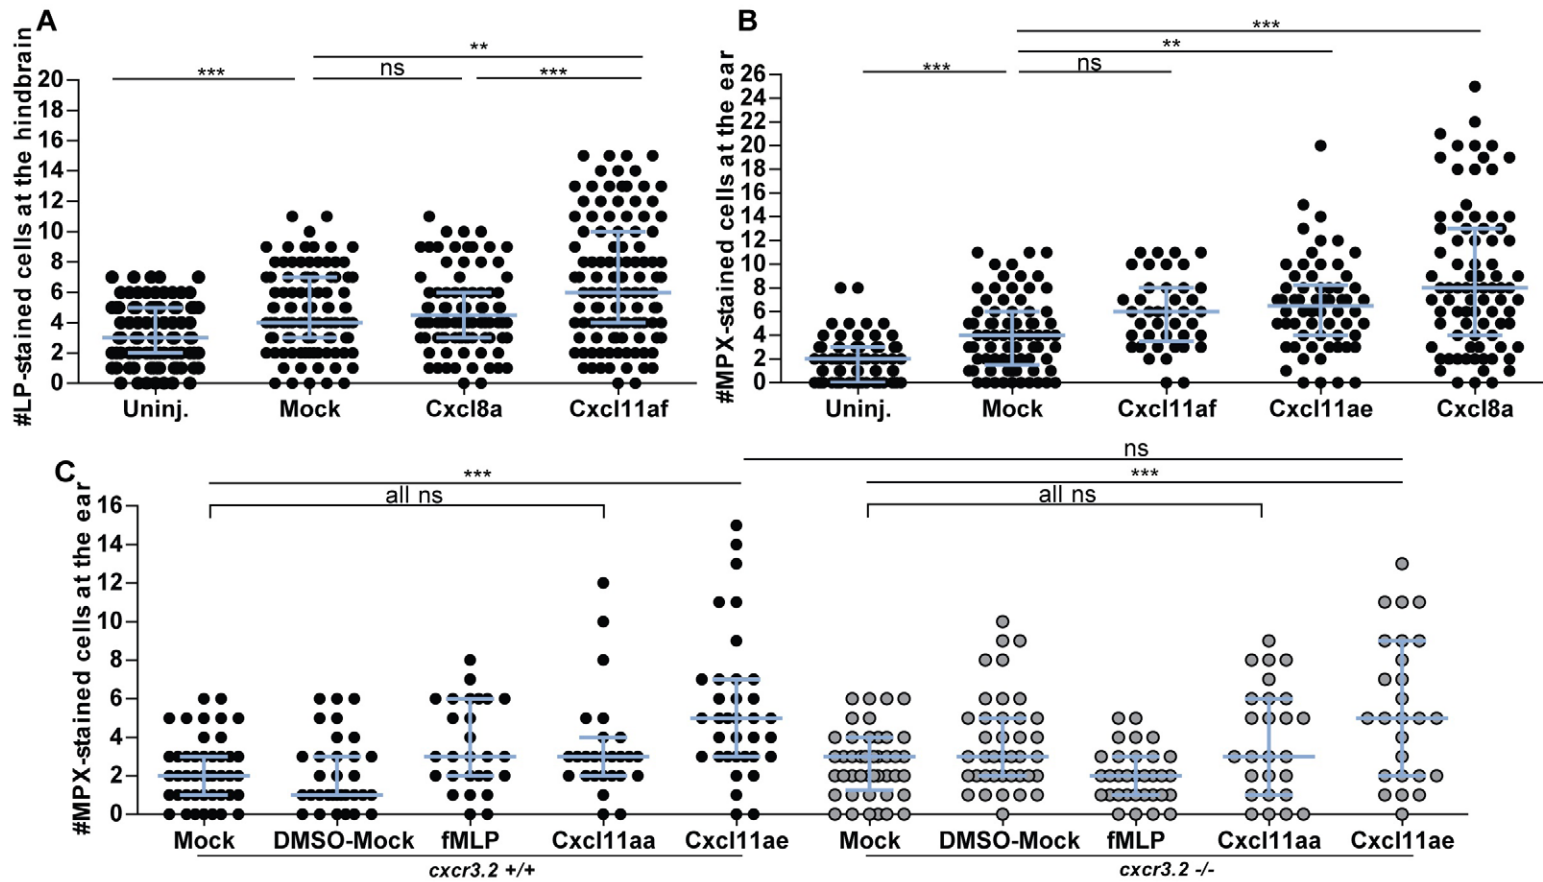 A
#LP-stained cells at the hindbrain
** 
*** ns ***
20
18
16
14
12
10
8
6
4
2
0
Uninj. Mock Cxcl8a Cxcl11af
B
#MPX-stained cells at the ear
***
**
*** ns
26
24
22
20
18
16
14
12
10
8
6
4
2
0
Uninj. Mock Cxcl11af Cxcl11ae Cxcl8a
C
#MPX-stained cells at the ear
ns
*** ***
all ns all ns
16
14
12
10
8
6
4
2
0
Mock DMSO-Mock fMLP Cxcl11aa Cxcl11ae Mock DMSO-Mock fMLP Cxcl11aa Cxcl11ae
cxcr3.2 +/+ cxcr3.2 -/-